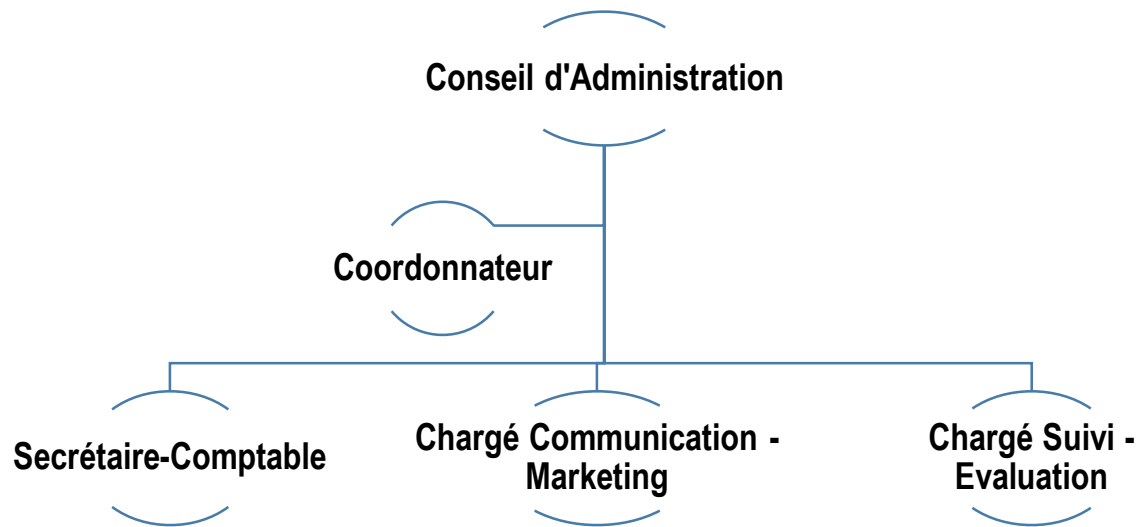 Conseil d'Administration
Coordonnateur
Secrétaire-Comptable
Chargé Communication -
Marketing
Chargé Suivi -
Evaluation